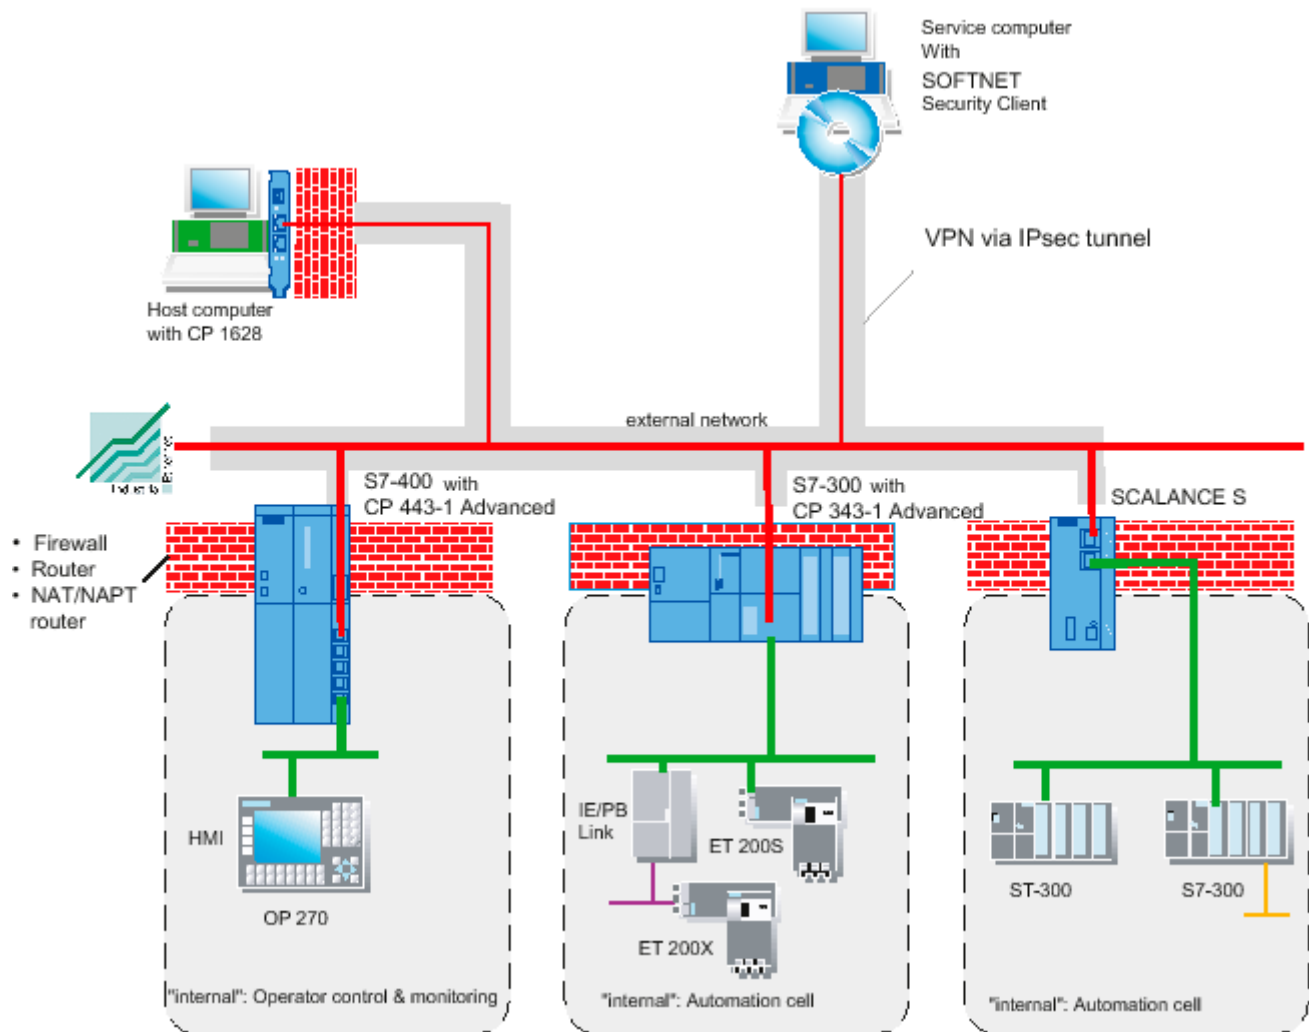 Service computer
With
SOFTNET
Security Client
VPN via IPsec tunnel
Host computer
with CP 1628
external network
Industrial
Ethernet
S7-400 with
CP 443-1 Advanced
S7-300 with
CP 343-1 Advanced
SCALANCE S
• Firewall
• Router
• NAT/NAPT
router
HMI
OP 270
IE/PB
Link
ET 200S
ET 200X
ST-300
S7-300
"internal": Operator control & monitoring
"internal": Automation cell
"internal": Automation cell